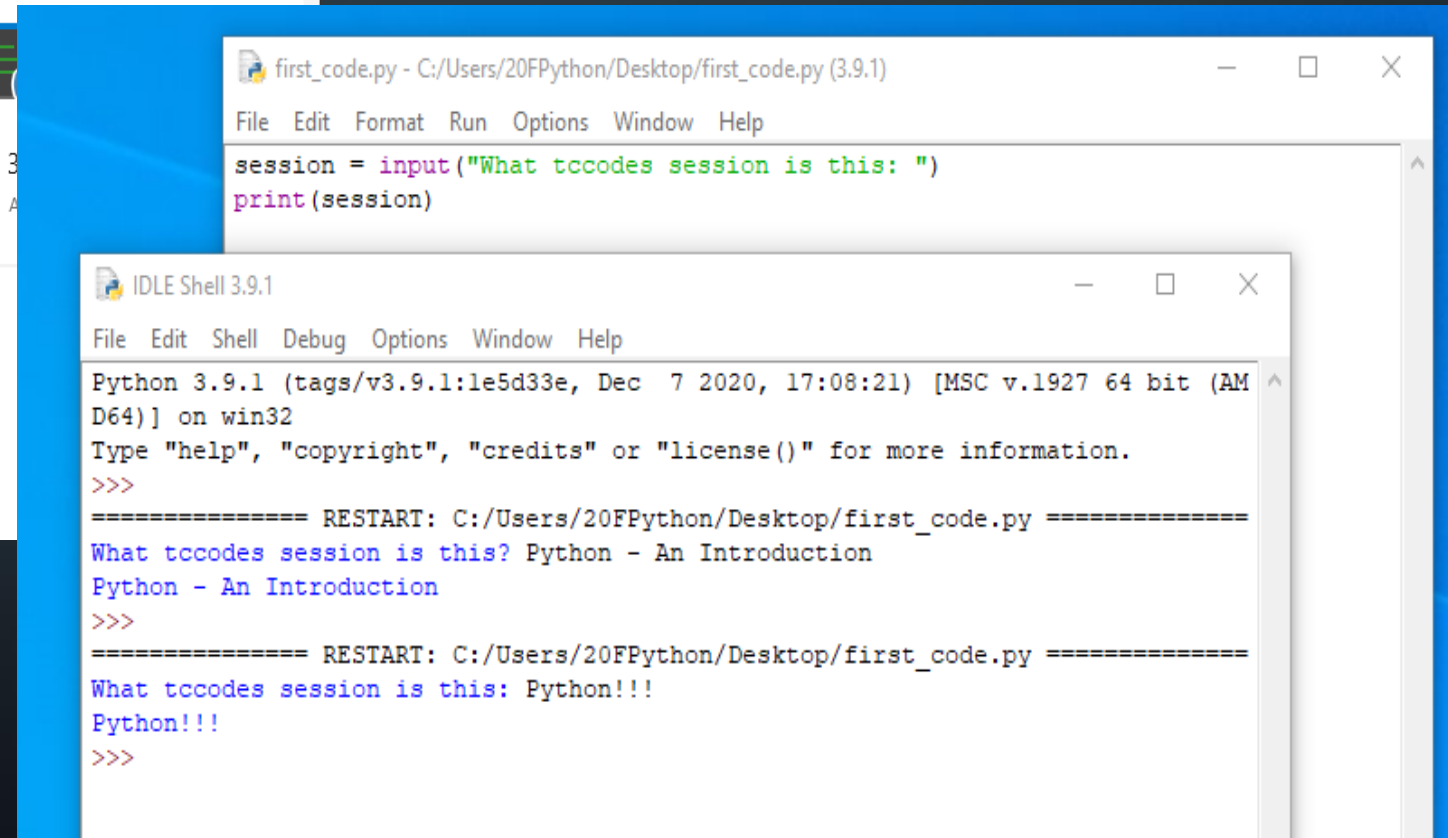 first_code.py - C:/Users/20FPython/Desktop/first_code.py (3.9.1)
File Edit Format Run Options Window Help
session = input("What tccodes session is this: ")
print(session)
IDLE Shell 3.9.1
File Edit Shell Debug Options Window Help
Python 3.9.1 (tags/v3.9.1:1e5d33e, Dec  7 2020, 17:08:21) [MSC v.1927 64 bit (AM
D64)] on win32
Type "help", "copyright", "credits" or "license()" for more information.
>>>
=============== RESTART: C:/Users/20FPython/Desktop/first_code.py ==============
What tccodes session is this? Python - An Introduction
Python - An Introduction
>>>
=============== RESTART: C:/Users/20FPython/Desktop/first_code.py ==============
What tccodes session is this: Python!!!
Python!!!
>>>